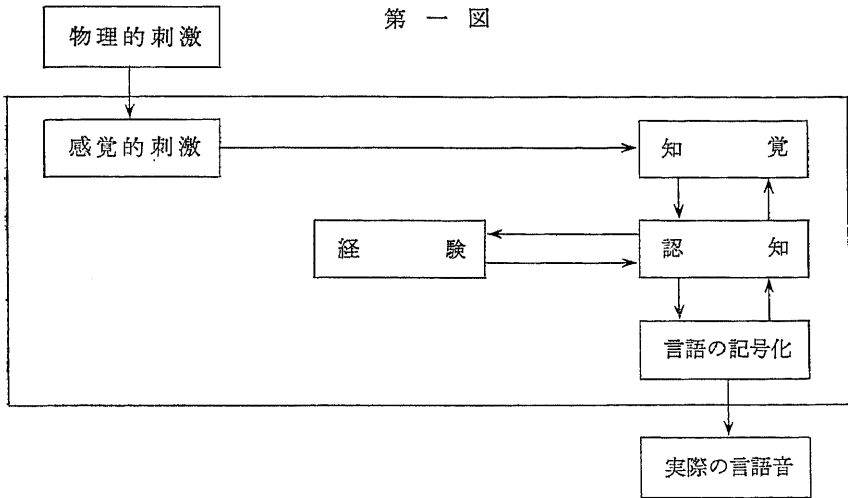 第一図
物理的刺激
感覚的刺激
知覚
経験
認知
言語の記号化
実際の言語音